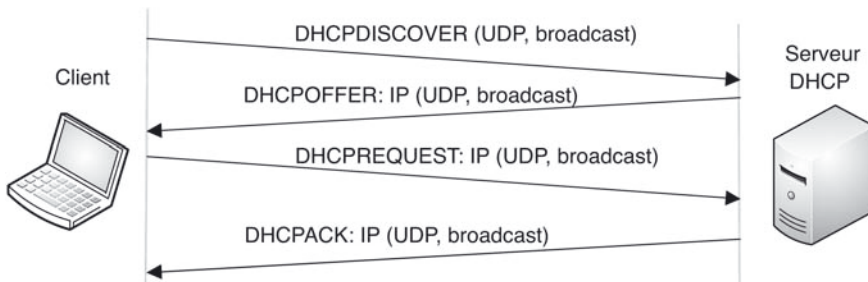 DHCPDISCOVER (UDP, broadcast)
Client
Serveur
DHCP
DHCPOFFER: IP (UDP, broadcast)
DHCPREQUEST: IP (UDP, broadcast)
DHCPACK: IP (UDP, broadcast)